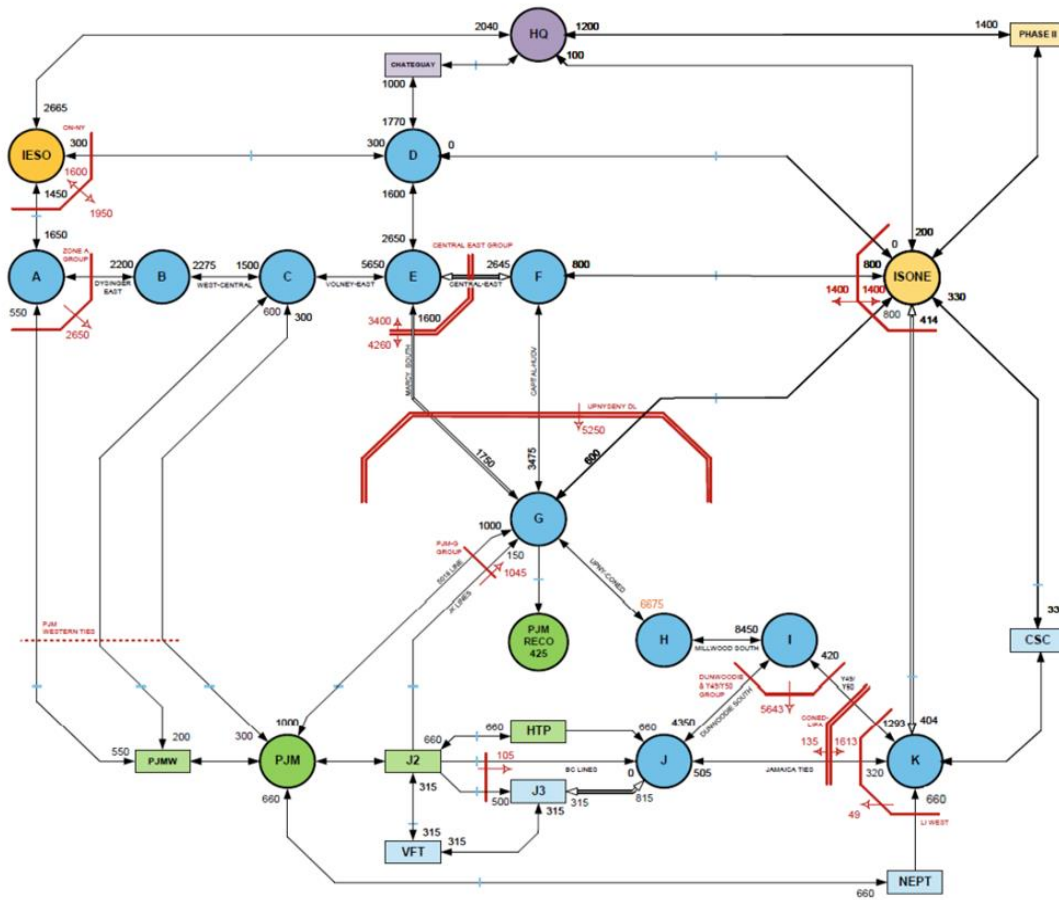 2040
HQ
1200
1400
PHASE II
100
CHATEGUAY
1000
2665
ON-NY
IESO
300
1600
1450
1950
1770
300
D
0
1600
200
0
1650
ZONE A
GROUP
A
2200
DYSINGER
EAST
B
2275
WEST-CENTRAL
1500
C
5650
VOLNEY-EAST
2650
E
CENTRAL EAST GROUP
2645
CENTRAL-EAST
F
800
800
ISONE
550
2650
600
300
1600
3400
4260
1400
1400
800
330
414
MARCY SOUTH
CAPITAL-HUDV
UPNYSENY DL
5250
1750
3475
600
1000
G
PJM-G
GROUP
150
1045
5018 LINE
JK LINES
UPNY-CONED
PJM
WESTERN TIES
PJM
RECO
425
6675
H
8450
MILLWOOD SOUTH
I
420
33
CSC
DUNWOODIE
& Y49/Y50
GROUP
5643
DUNWOODIE SOUTH
Y49/
Y50
CONED-
LIPA
1000
200
300
550
PJMW
PJM
660
J2
660
660
HTP
660
4350
105
BC LINES
0
J
505
135
1613
JAMAICA TIES
1293
404
320
K
315
500
J3
315
815
315
49
660
LI WEST
315
VFT
315
660
NEPT